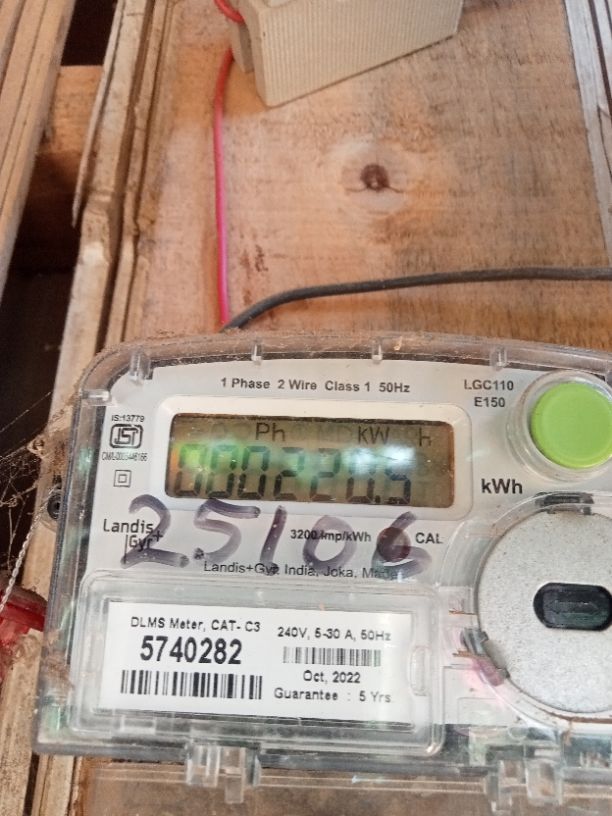 1 Phase 2 Wire Class 1 50Hz
LGC110
E150
IS:13779
ISI
Ph kW h
000220.5
kWh
25106
Landis
Gyr+
3200 imp/kWh CAL
Landis+Gyr, India, Joka,
DLMS Meter, CAT- C3
5740282
240V, 5-30 A, 50Hz
Oct, 2022
Guarantee : 5 Yrs.